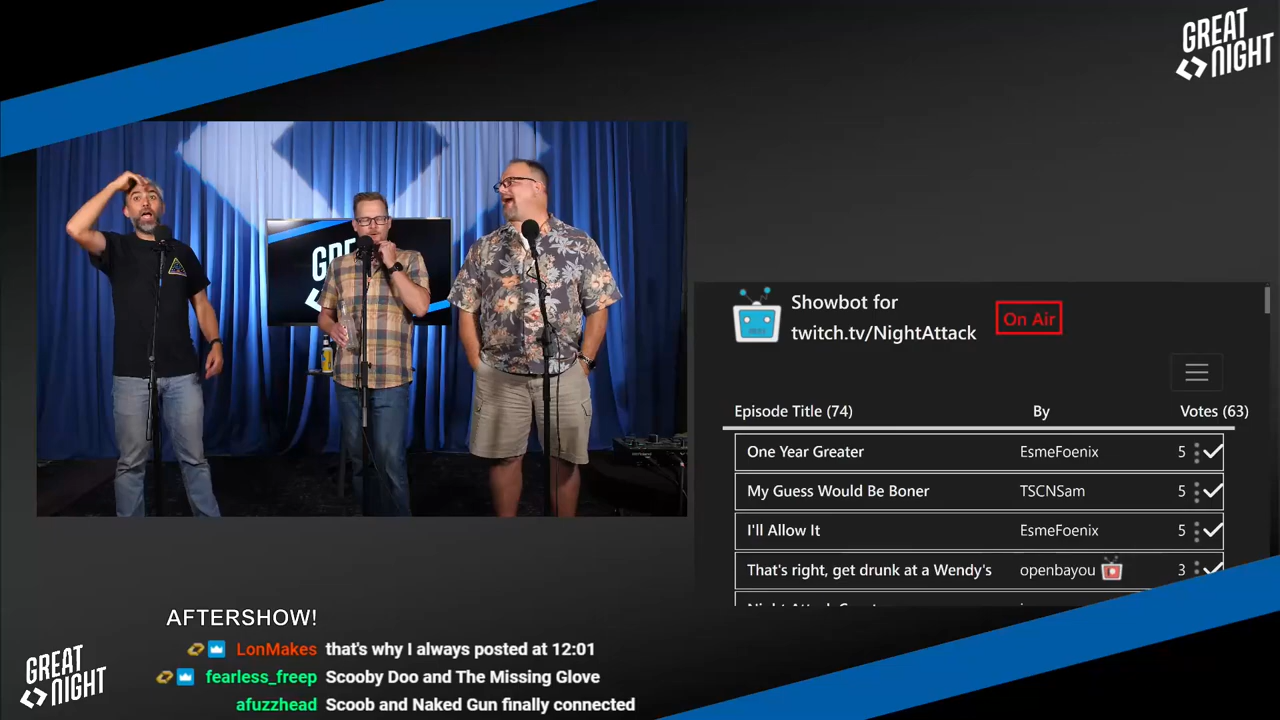 GREAT
NIGHT
GRE
Showbot for
twitch.tv/NightAttack
On Air
Episode Title (74) By Votes (63)
One Year Greater EsmeFoenix 5
My Guess Would Be Boner TSCNSam 5
I'll Allow It EsmeFoenix 5
That's right, get drunk at a Wendy's openbayou 3
AFTERSHOW!
LonMakes that's why I always posted at 12:01
fearless_freep Scooby Doo and The Missing Glove
afuzzhead Scoob and Naked Gun finally connected
GREAT
NIGHT